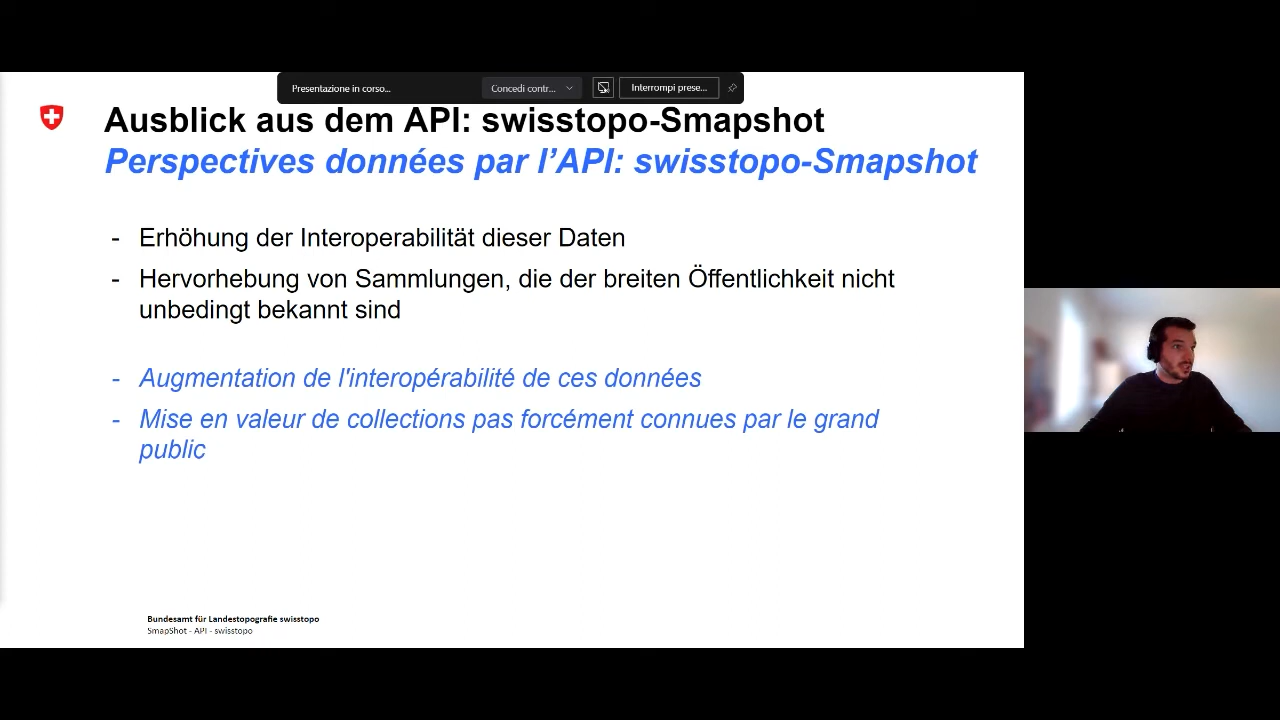 Presentazione in corso...
Concedi contr...
Interrompi prese...
Ausblick aus dem API: swisstopo-Smapshot
Perspectives données par l’API: swisstopo-Smapshot
- Erhöhung der Interoperabilität dieser Daten
- Hervorhebung von Sammlungen, die der breiten Öffentlichkeit nicht
unbedingt bekannt sind
- Augmentation de l'interopérabilité de ces données
- Mise en valeur de collections pas forcément connues par le grand
public
Bundesamt für Landestopografie swisstopo
SmapShot - API - swisstopo